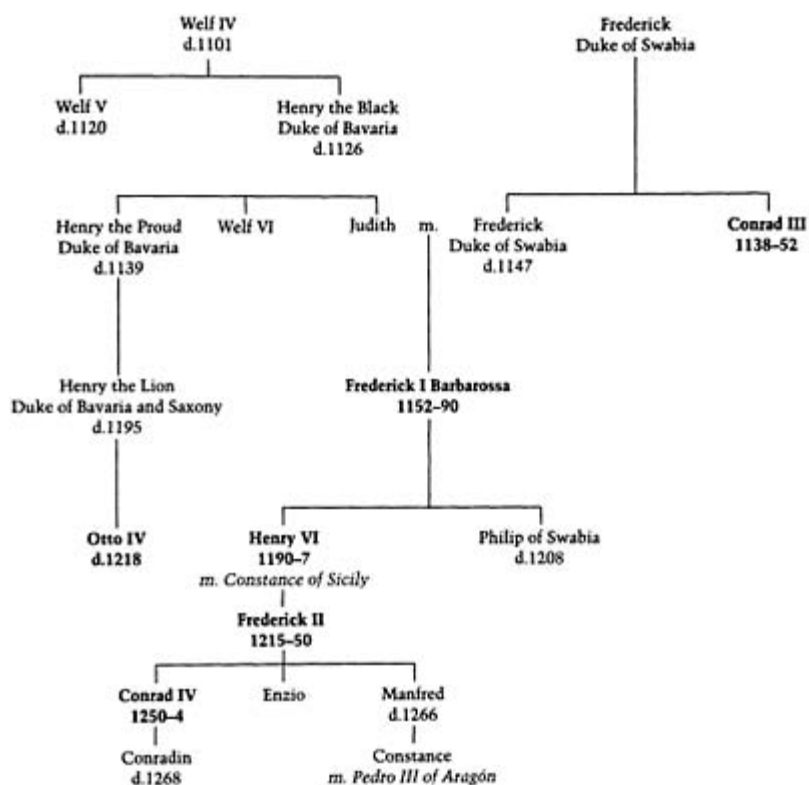 Welf IV
d.1101
Frederick
Duke of Swabia
Welf V
d.1120
Henry the Black
Duke of Bavaria
d.1126
Henry the Proud
Duke of Bavaria
d.1139
Welf VI
Judith m.
Frederick
Duke of Swabia
d.1147
Conrad III
1138–52
Henry the Lion
Duke of Bavaria and Saxony
d.1195
Frederick I Barbarossa
1152–90
Otto IV
d.1218
Henry VI
1190–7
m. Constance of Sicily
Philip of Swabia
d.1208
Frederick II
1215–50
Conrad IV
1250–4
Enzio
Manfred
d.1266
Conradin
d.1268
Constance
m. Pedro III of Aragón